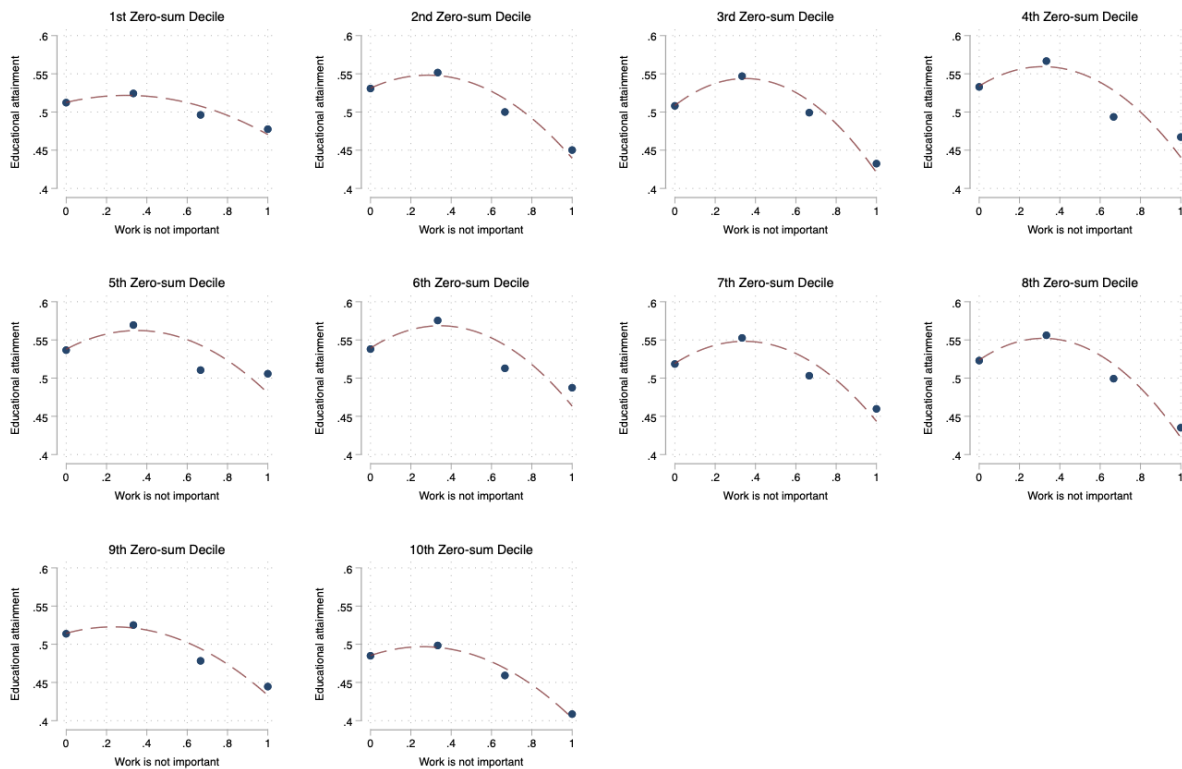 1st Zero-sum Decile
.6
.55
.5
.45
.4
Educational attainment
0 .2 .4 .6 .8 1
Work is not important
2nd Zero-sum Decile
.6
.55
.5
.45
.4
Educational attainment
0 .2 .4 .6 .8 1
Work is not important
3rd Zero-sum Decile
.6
.55
.5
.45
.4
Educational attainment
0 .2 .4 .6 .8 1
Work is not important
4th Zero-sum Decile
.6
.55
.5
.45
.4
Educational attainment
0 .2 .4 .6 .8 1
Work is not important
5th Zero-sum Decile
.6
.55
.5
.45
.4
Educational attainment
0 .2 .4 .6 .8 1
Work is not important
6th Zero-sum Decile
.6
.55
.5
.45
.4
Educational attainment
0 .2 .4 .6 .8 1
Work is not important
7th Zero-sum Decile
.6
.55
.5
.45
.4
Educational attainment
0 .2 .4 .6 .8 1
Work is not important
8th Zero-sum Decile
.6
.55
.5
.45
.4
Educational attainment
0 .2 .4 .6 .8 1
Work is not important
9th Zero-sum Decile
.6
.55
.5
.45
.4
Educational attainment
0 .2 .4 .6 .8 1
Work is not important
10th Zero-sum Decile
.6
.55
.5
.45
.4
Educational attainment
0 .2 .4 .6 .8 1
Work is not important